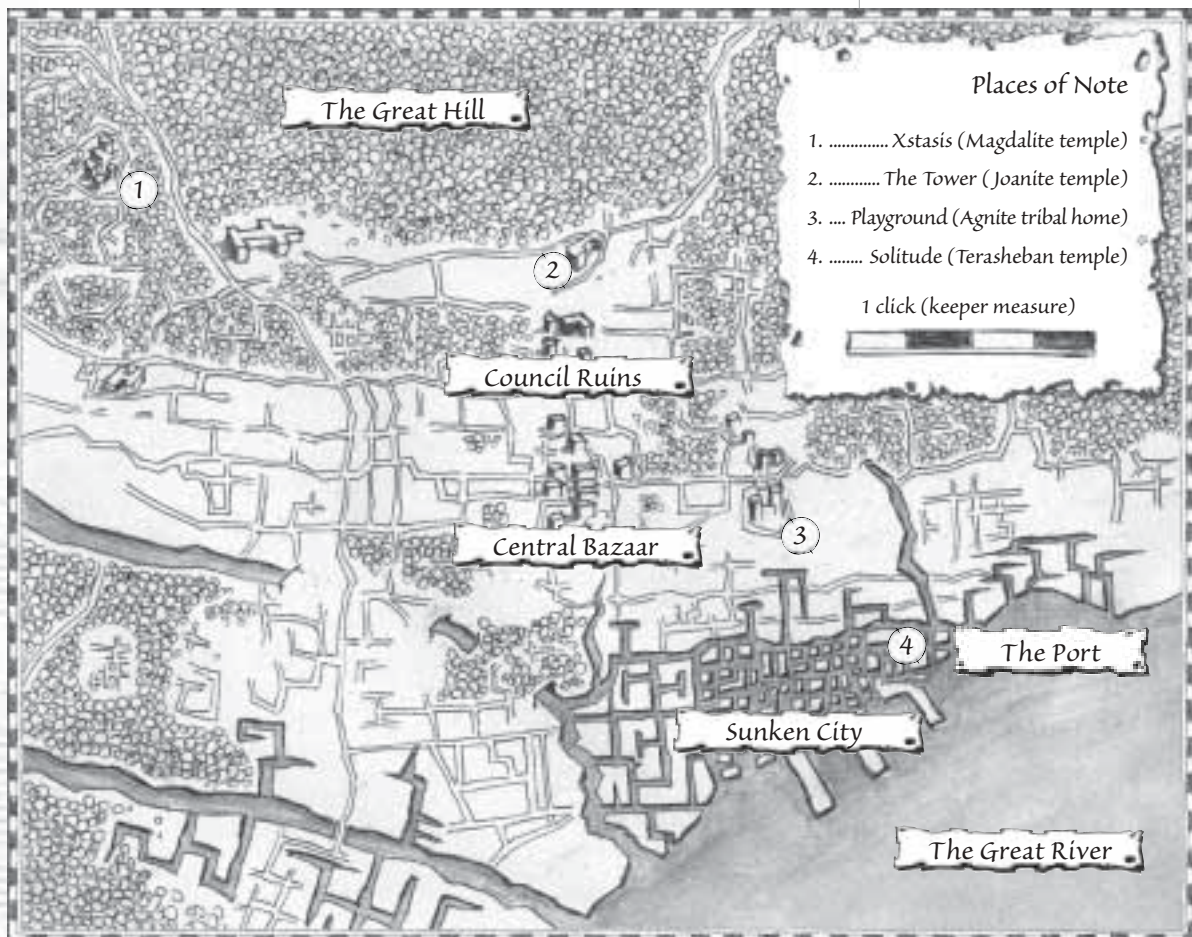 The Great Hill
Places of Note
1. .............. Xstasis (Magdalite temple)
2. ............ The Tower (Joanite temple)
3. .... Playground (Agnite tribal home)
4. ........ Solitude (Terasheban temple)
1 click (keeper measure)
1
2
Council Ruins
Central Bazaar
3
4
The Port
Sunken City
The Great River